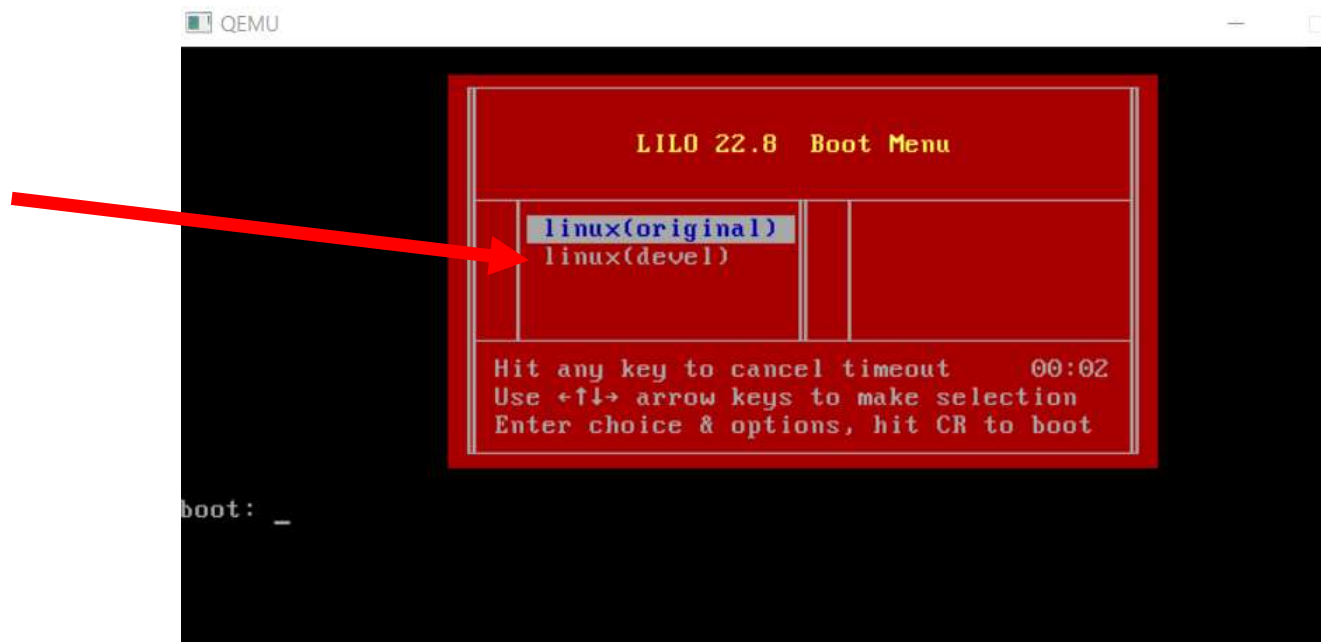 QEMU
LILO 22.8 Boot Menu
linux(original)
linux(devel)
Hit any key to cancel timeout 00:02
Use ←↑↓→ arrow keys to make selection
Enter choice & options, hit CR to boot
boot: _